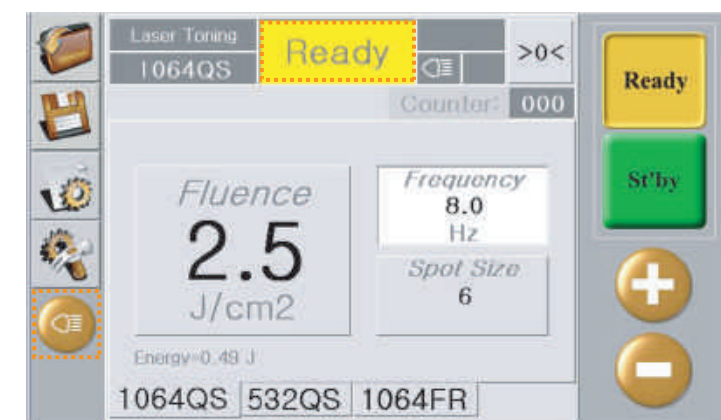 Laser Toning
1064QS
Ready
>0<
Counter: 000
Ready
St'by
Fluence
2.5
J/cm2
Frequency
8.0
Hz
Spot Size
6
Energy=0.49 J
1064QS 532QS 1064FR